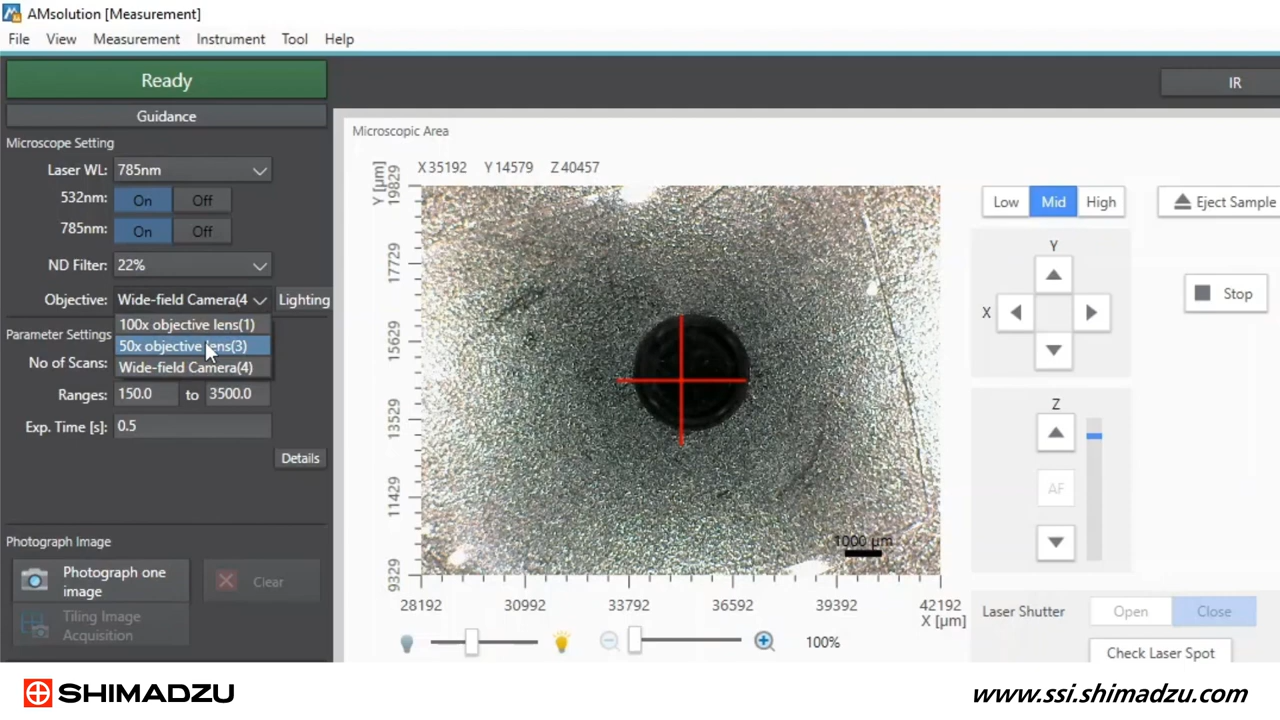 AMsolution [Measurement]
File View Measurement Instrument Tool Help
Ready
Guidance
Microscope Setting
Laser WL: 785nm
532nm: On Off
785nm: On Off
ND Filter: 22%
Objective: Wide-field Camera(4 Lighting
100x objective lens(1)
50x objective lens(3)
Wide-field Camera(4)
Parameter Settings
No of Scans:
Ranges: 150.0 to 3500.0
Exp. Time [s]: 0.5
Details
Photograph Image
Photograph one
image
Clear
Tiling Image
Acquisition
IR
Microscopic Area
X 35192 Y 14579 Z 40457
Y [µm]
19829
17729
15629
13529
11429
9329
1000 µm
28192 30992 33792 36592 39392 42192
X [µm]
100%
Low Mid High
Eject Sample
Y
X
Stop
Z
AF
Laser Shutter Open Close
Check Laser Spot
SHIMADZU
www.ssi.shimadzu.com